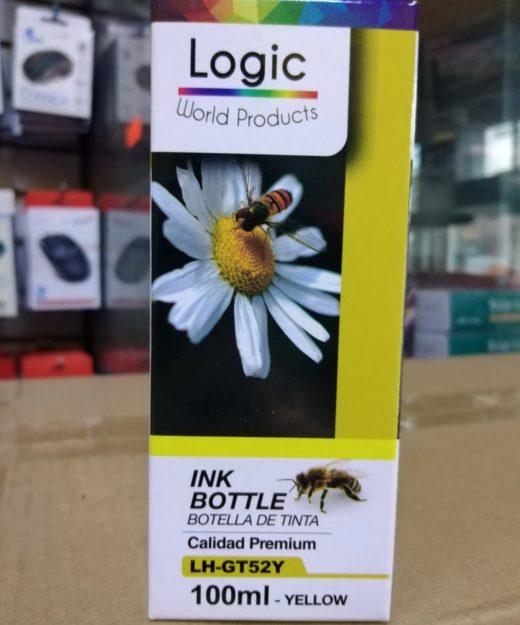 Logic
World Products
INK
BOTTLE
BOTELLA DE TINTA
Calidad Premium
LH-GT52Y
100ml - YELLOW